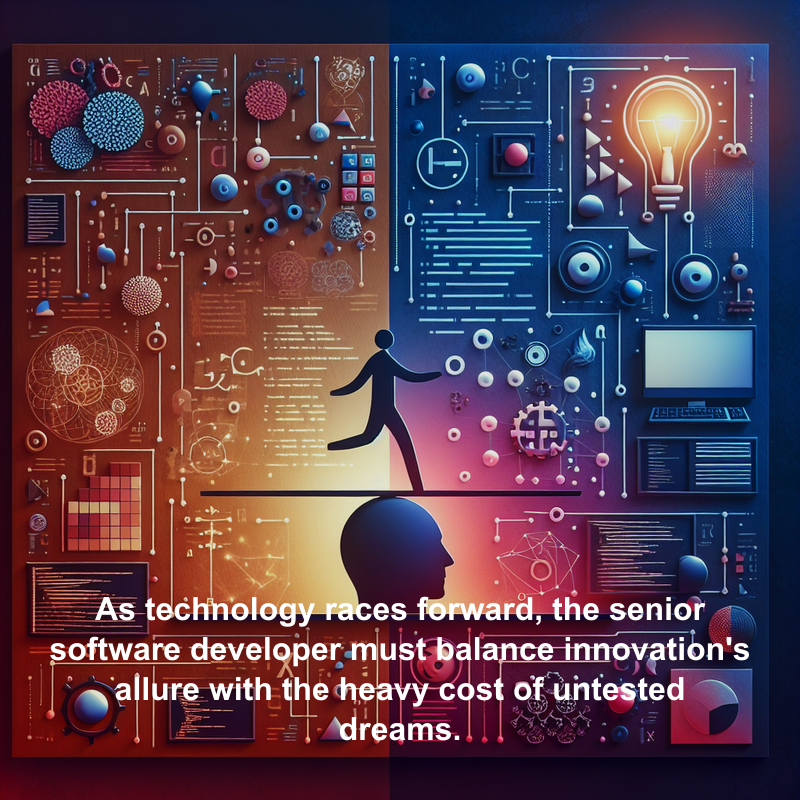 As technology races forward, the senior
software developer must balance innovation's
allure with the heavy cost of untested
dreams.